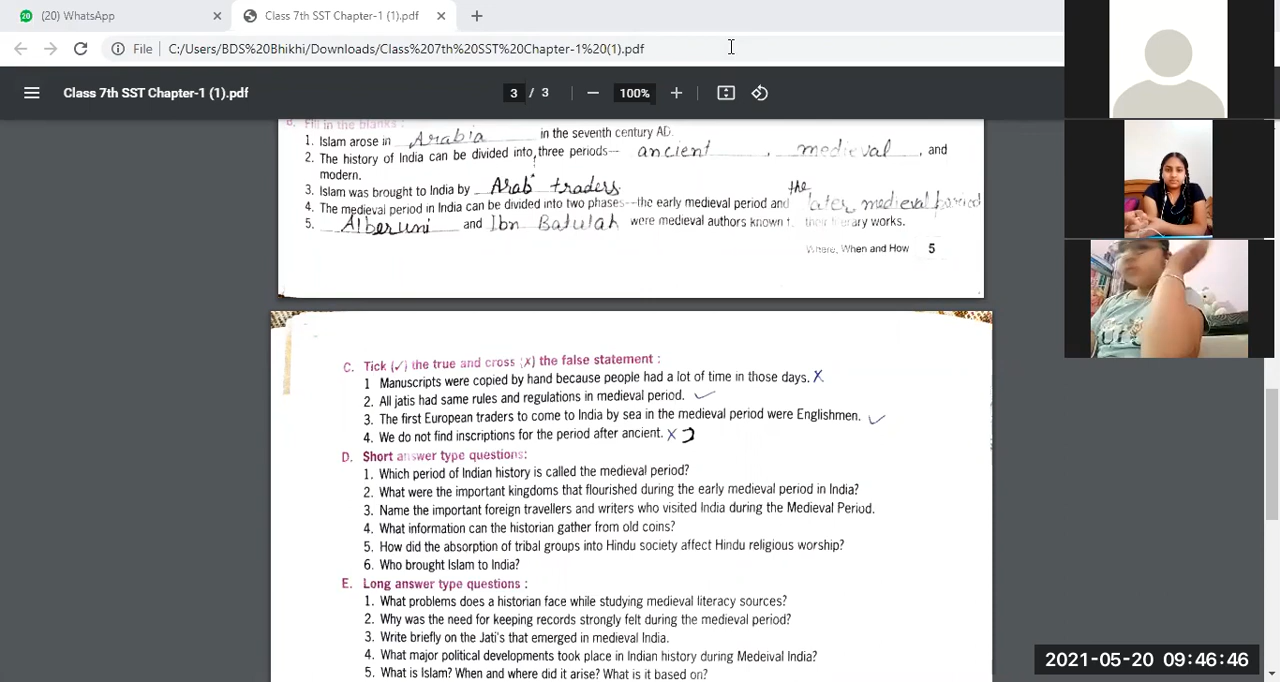 (20) WhatsApp
Class 7th SST Chapter-1 (1).pdf
File C:/Users/BDS%20Bhikhi/Downloads/Class%207th%20SST%20Chapter-1%20(1).pdf
Class 7th SST Chapter-1 (1).pdf 3 / 3 100%
Fill in the blanks :
1. Islam arose in Arabia in the seventh century AD.
2. The history of India can be divided into three periods– ancient , medieval , and
modern.
3. Islam was brought to India by Arab traders
4. The medieval period in India can be divided into two phases–the early medieval period and the later medieval period
5. Alberuni and Ibn Batulah were medieval authors known their literary works.
Where, When and How 5
C. Tick (✓) the true and cross (✗) the false statement :
1 Manuscripts were copied by hand because people had a lot of time in those days. ✗
2. All jatis had same rules and regulations in medieval period. ✓
3. The first European traders to come to India by sea in the medieval period were Englishmen. ✓
4. We do not find inscriptions for the period after ancient. ✗
D. Short answer type questions:
1. Which period of Indian history is called the medieval period?
2. What were the important kingdoms that flourished during the early medieval period in India?
3. Name the important foreign travellers and writers who visited India during the Medieval Period.
4. What information can the historian gather from old coins?
5. How did the absorption of tribal groups into Hindu society affect Hindu religious worship?
6. Who brought Islam to India?
E. Long answer type questions :
1. What problems does a historian face while studying medieval literacy sources?
2. Why was the need for keeping records strongly felt during the medieval period?
3. Write briefly on the Jati's that emerged in medieval India.
4. What major political developments took place in Indian history during Medeival India?
5. What is Islam? When and where did it arise? What is it based on?
2021-05-20 09:46:46